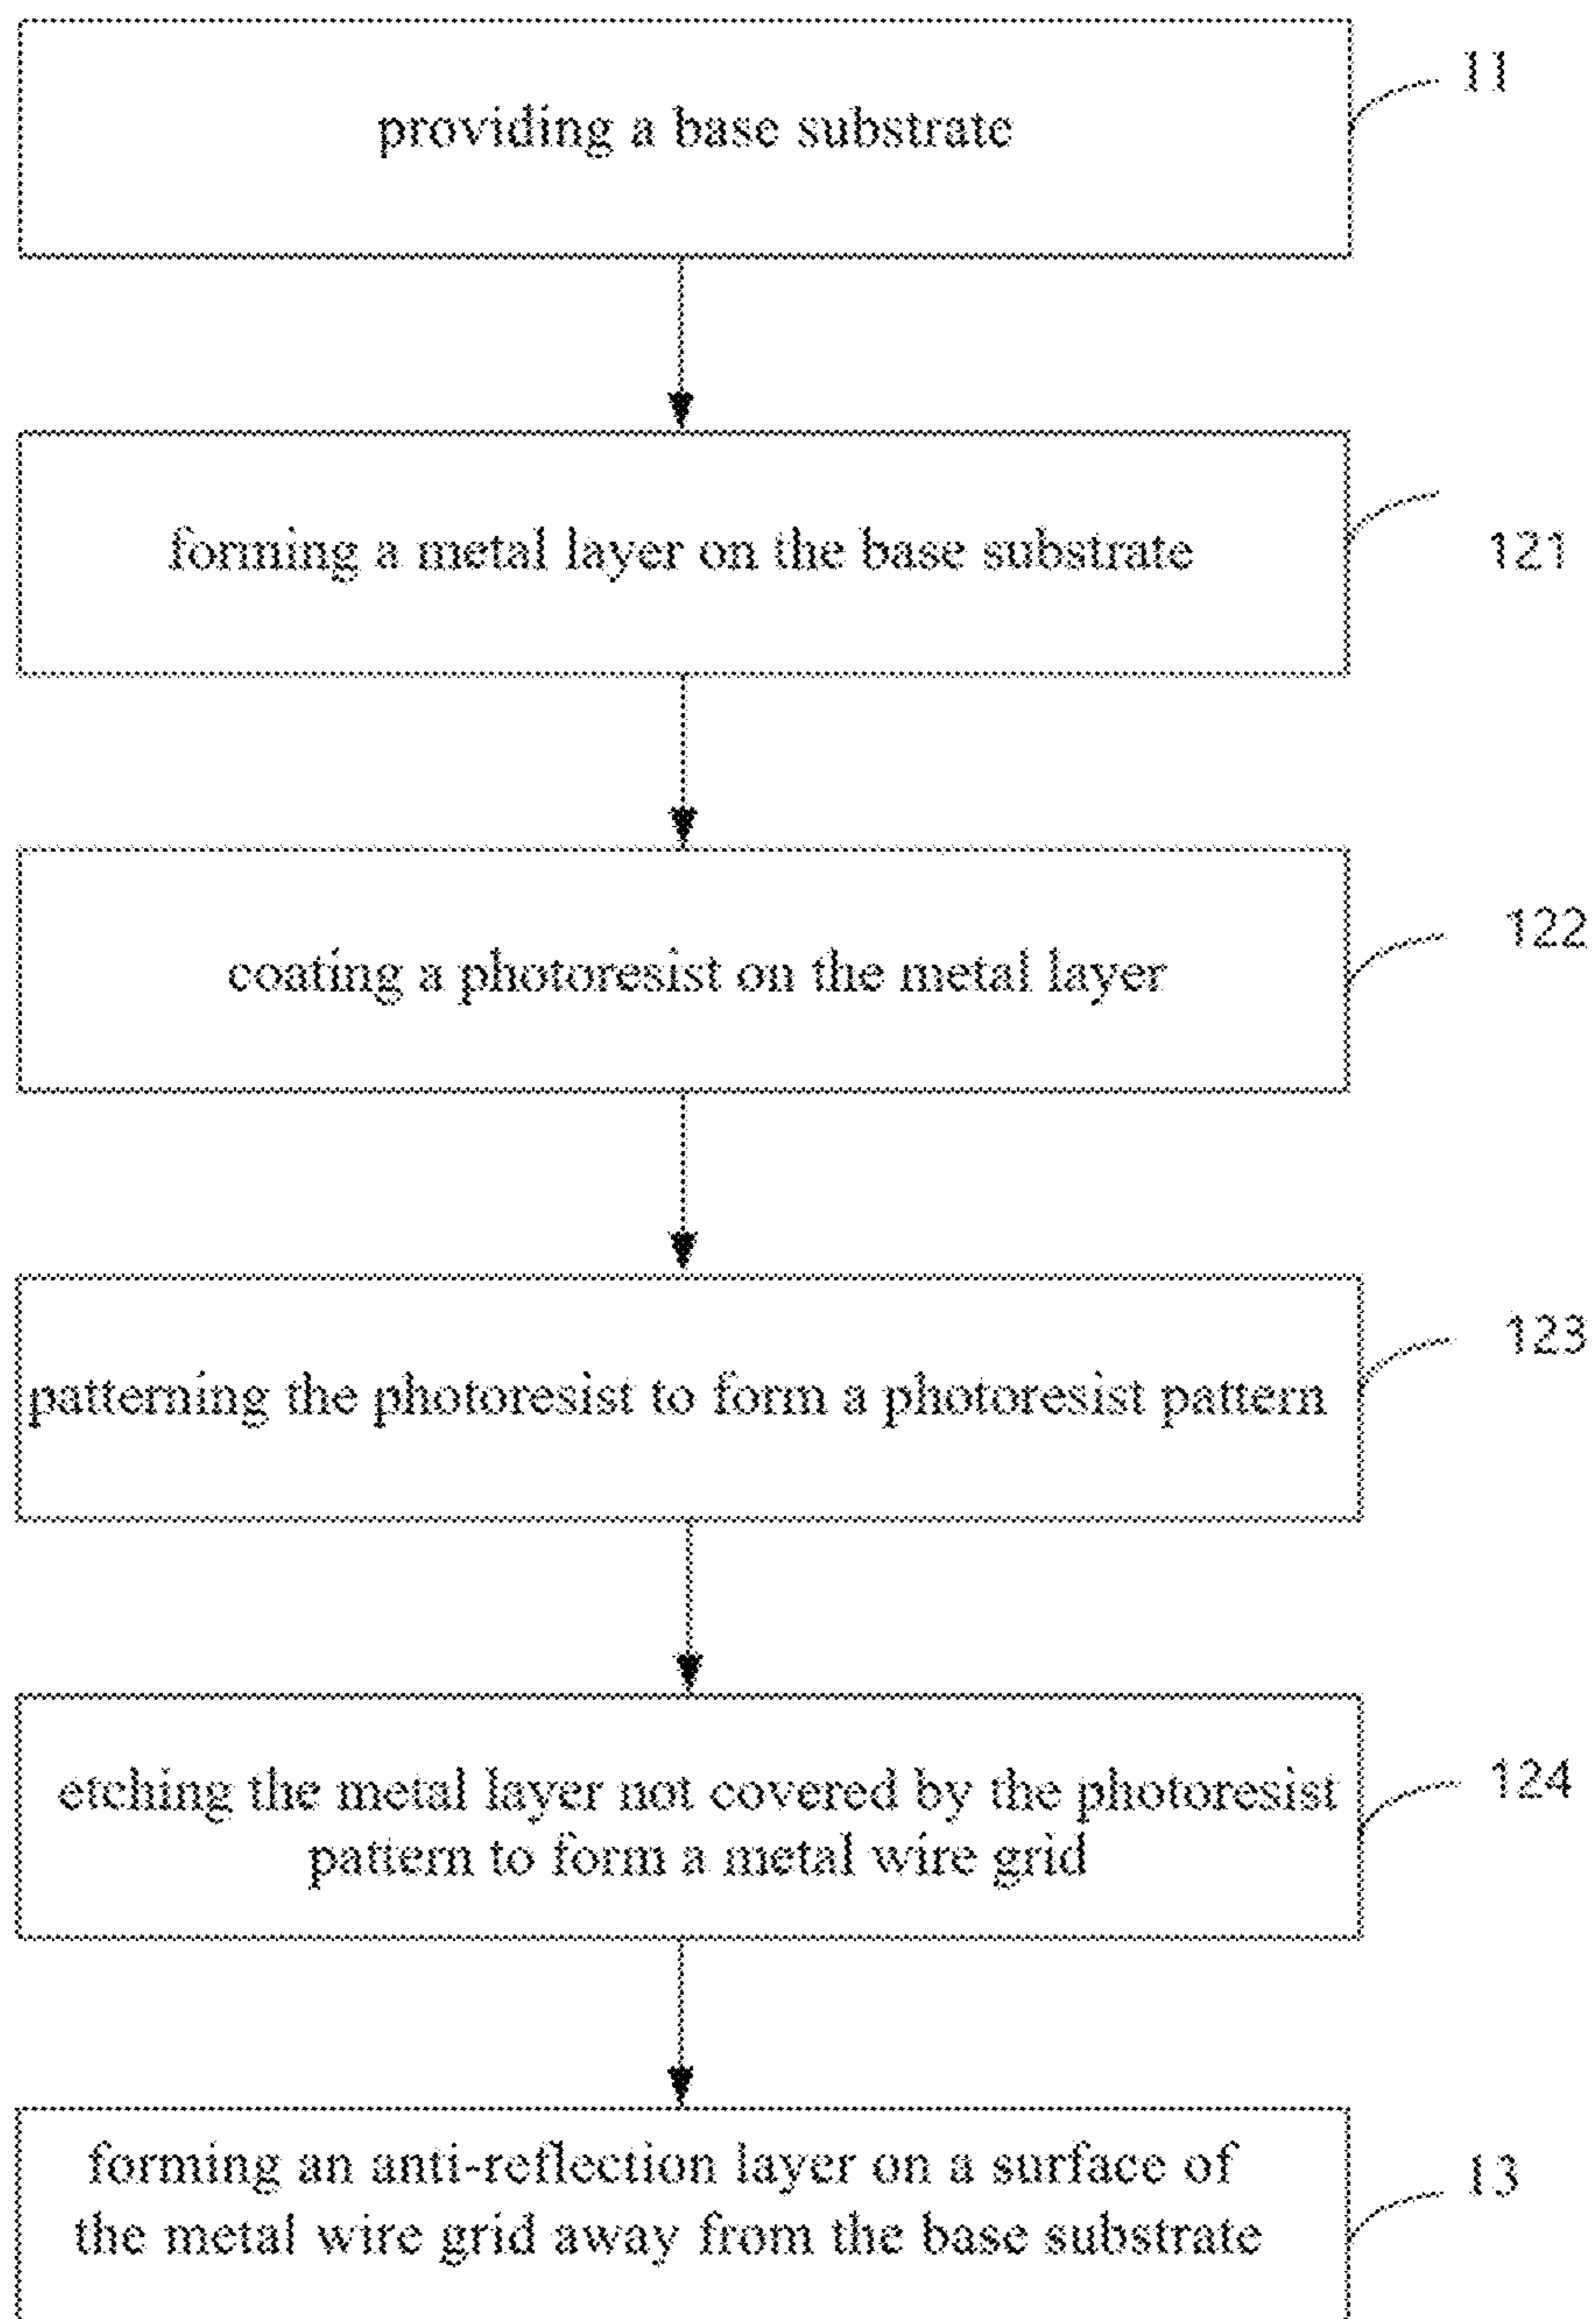 providing a base substrate
11
forming a metal layer on the base substrate
121
coating a photoresist on the metal layer
122
patterning the photoresist to form a photoresist pattern
123
etching the metal layer not covered by the photoresist
pattern to form a metal wire grid
124
forming an anti-reflection layer on a surface of
the metal wire grid away from the base substrate
13